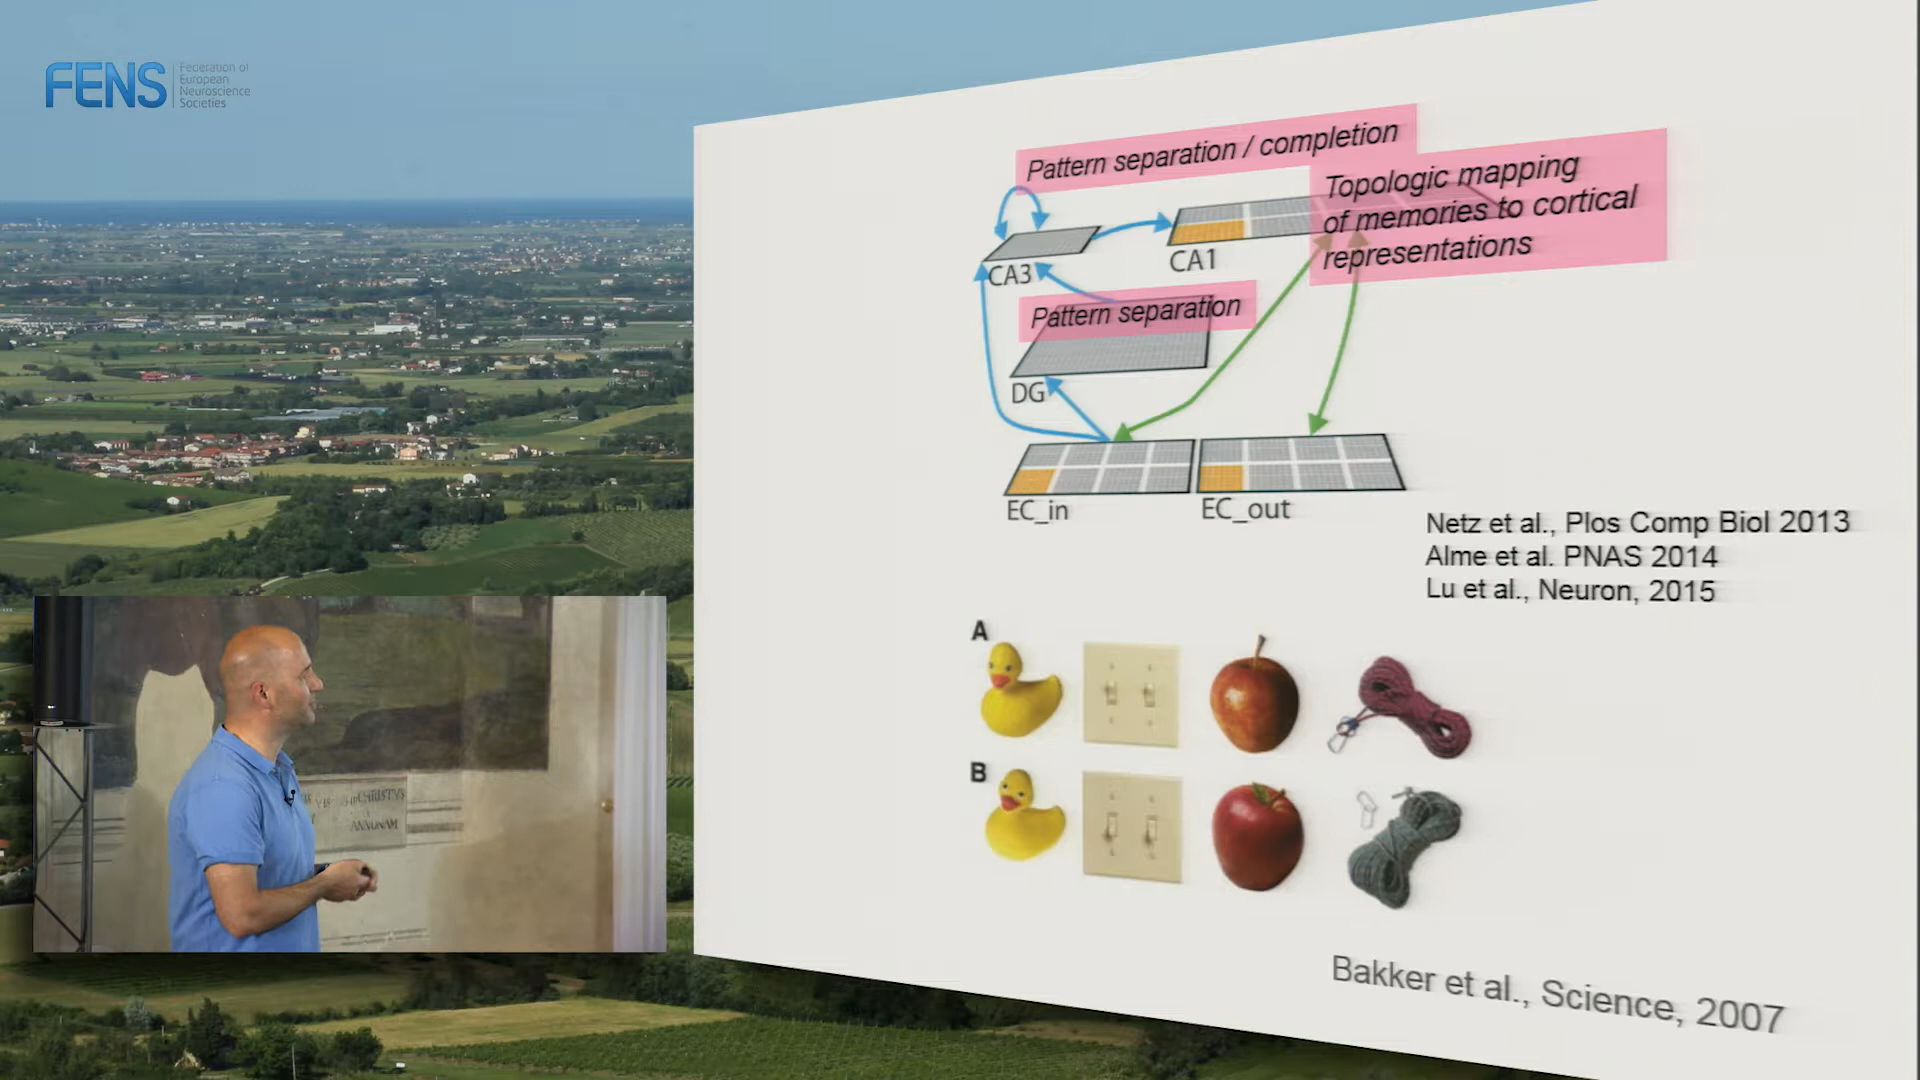 FENS
Federation of
European
Neuroscience
Societies
Pattern separation / completion
Topologic mapping
of memories to cortical
representations
CA3
CA1
Pattern separation
DG
EC_in
EC_out
Netz et al., Plos Comp Biol 2013
Alme et al. PNAS 2014
Lu et al., Neuron, 2015
A
B
Bakker et al., Science, 2007
CHRISTVS
ANNONAM